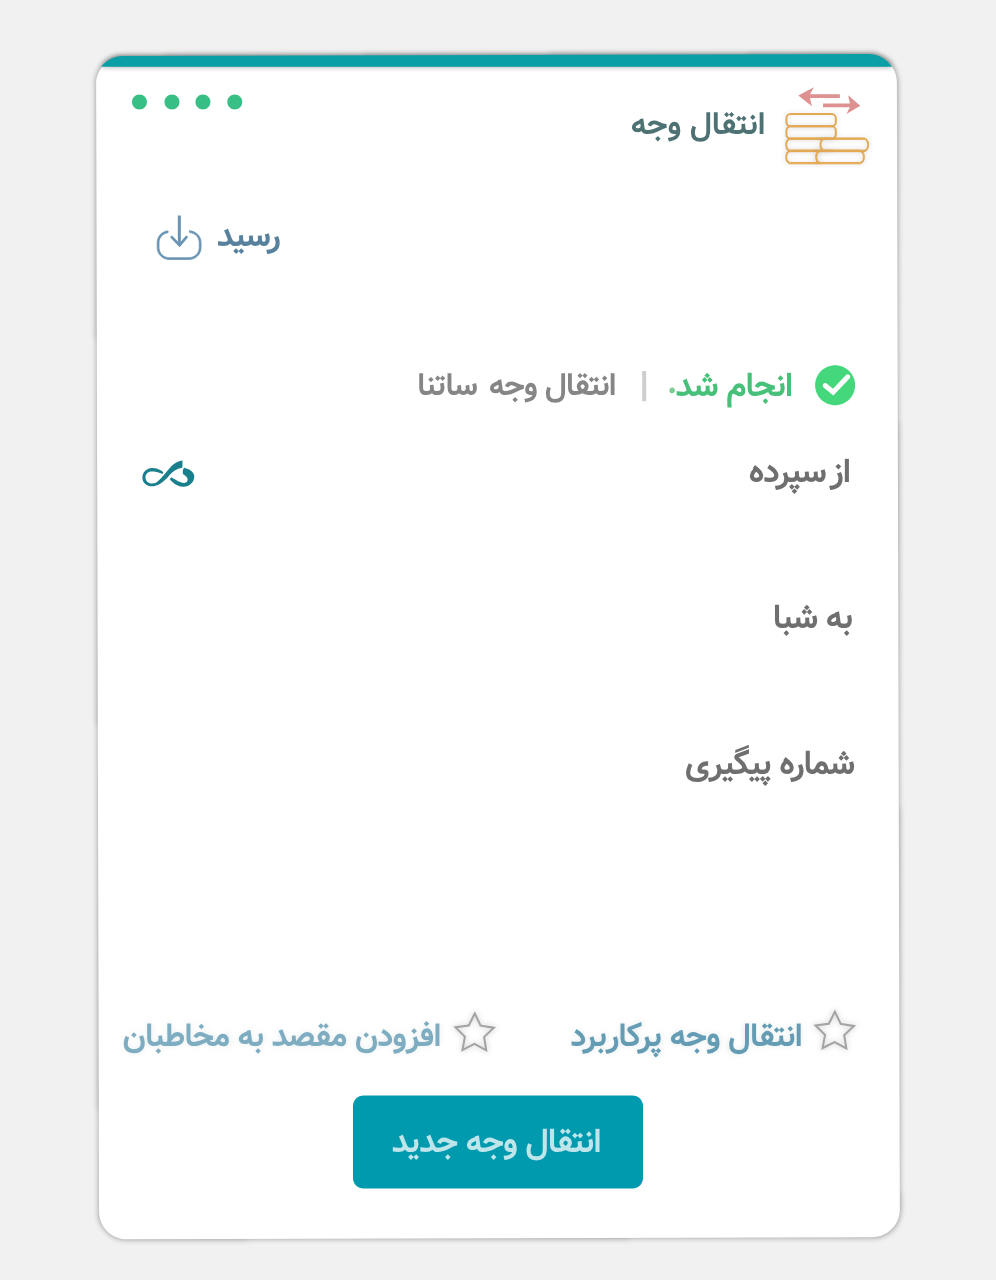 انتقال وجه
رسید
انجام شد. | انتقال وجه ساتنا
از سپرده
به شبا
شماره پیگیری
انتقال وجه پرکاربرد
افزودن مقصد به مخاطبان
انتقال وجه جدید